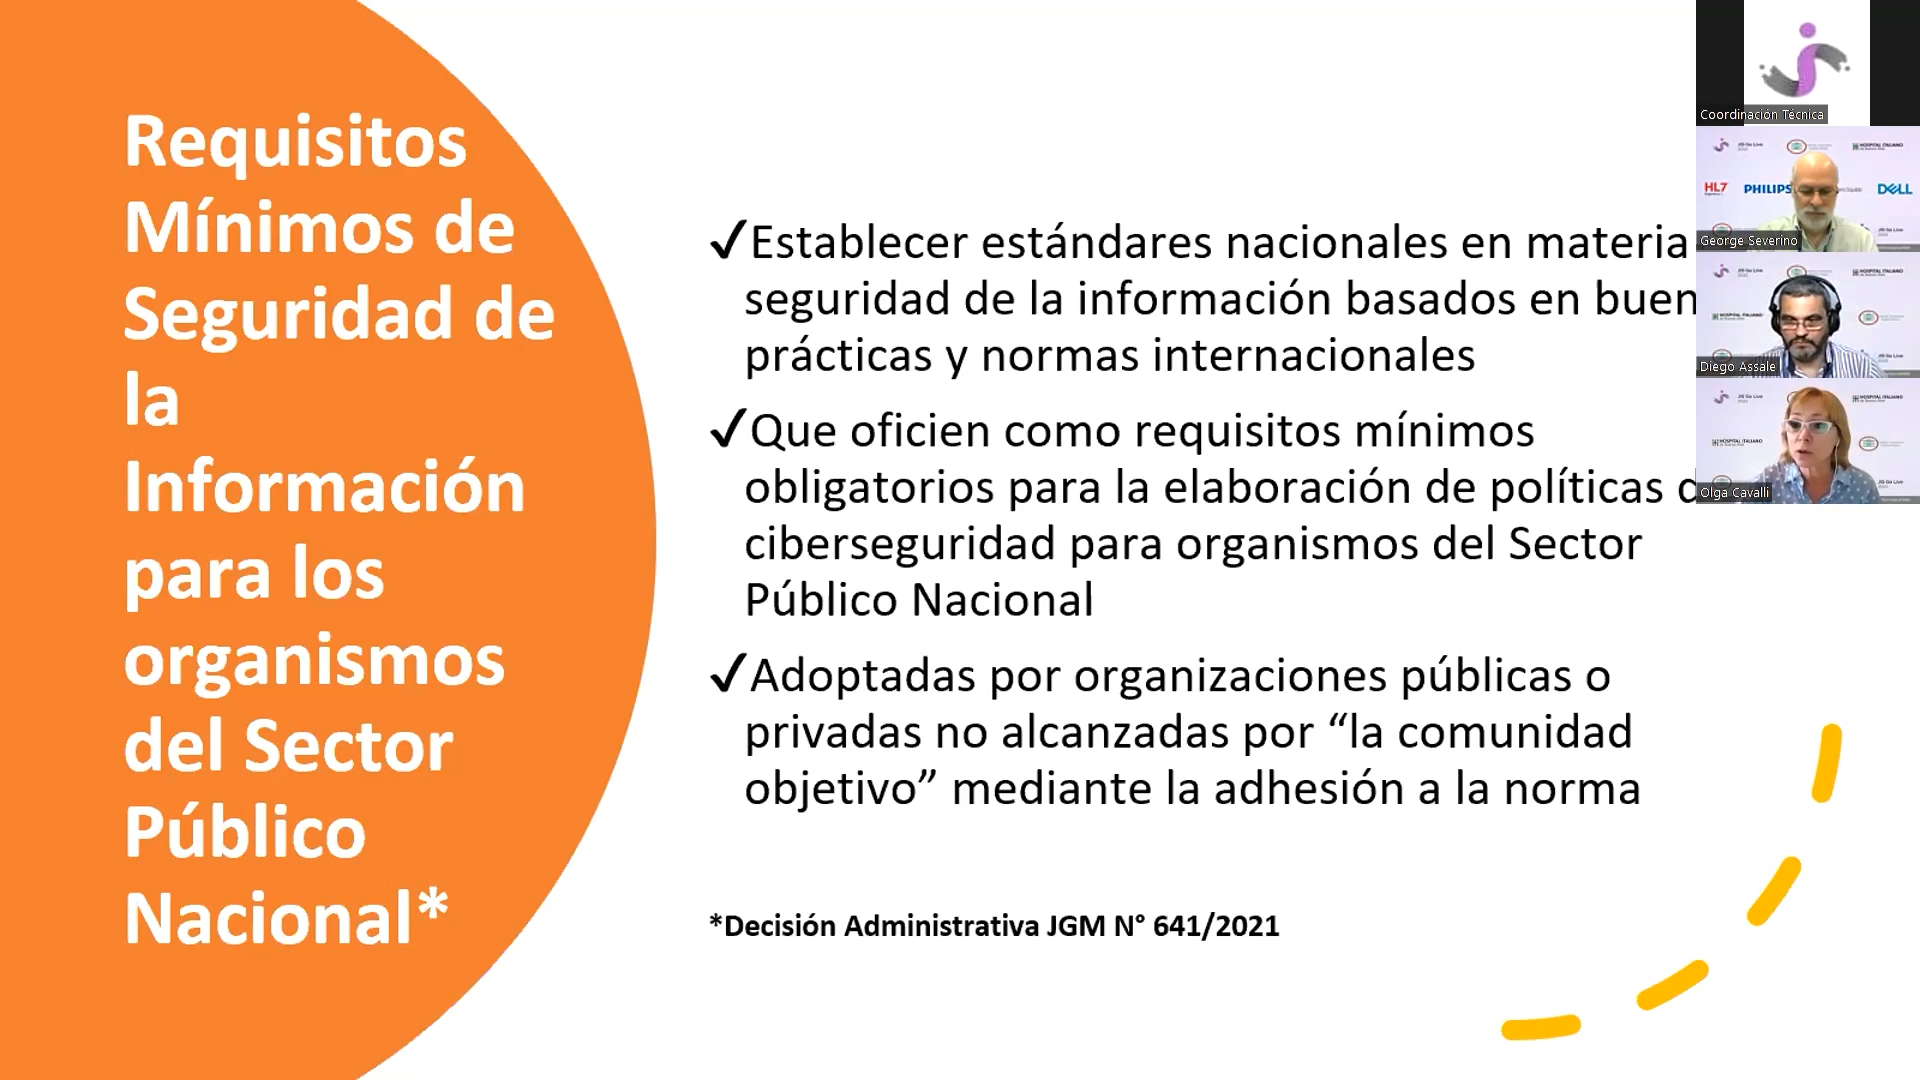 Requisitos
Mínimos de
Seguridad de
la
Información
para los
organismos
del Sector
Público
Nacional*
✓Establecer estándares nacionales en materia
seguridad de la información basados en buen
prácticas y normas internacionales
✓Que oficien como requisitos mínimos
obligatorios para la elaboración de políticas d
ciberseguridad para organismos del Sector
Público Nacional
✓Adoptadas por organizaciones públicas o
privadas no alcanzadas por “la comunidad
objetivo” mediante la adhesión a la norma
*Decisión Administrativa JGM N° 641/2021
Coordinación Técnica
HL7 PHILIPS DELL
George Severino
HOSPITAL ITALIANO
Diego Assale
HOSPITAL ITALIANO
Olga Cavalli